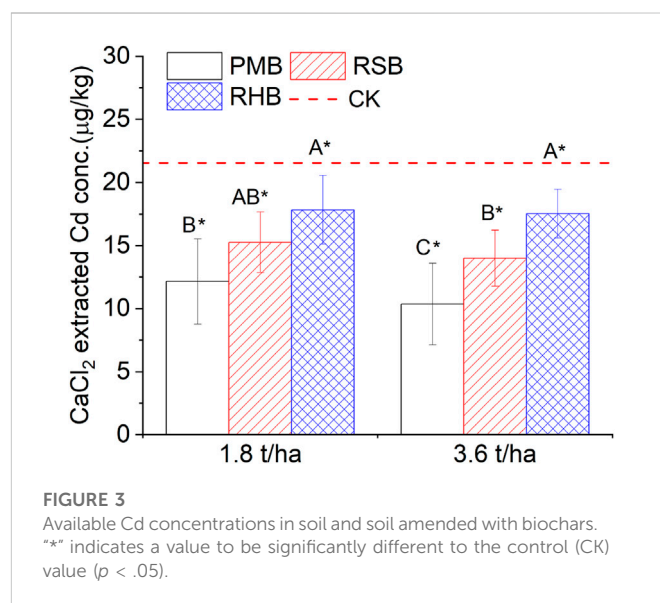 30
25
20
15
10
5
0
CaCl₂ extracted Cd conc.(μg/kg)
PMB RSB
RHB CK
B* AB* A*
C* B* A*
1.8 t/ha 3.6 t/ha
FIGURE 3
Available Cd concentrations in soil and soil amended with biochars.
“*” indicates a value to be significantly different to the control (CK)
value (p < .05).